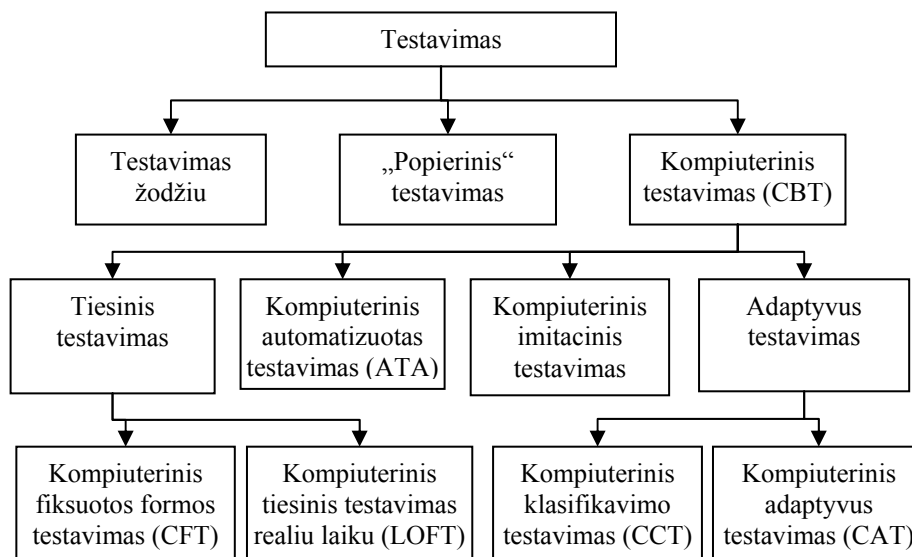 Testavimas
Testavimas
žodžiu
„Popierinis“
testavimas
Kompiuterinis
testavimas (CBT)
Tiesinis
testavimas
Kompiuterinis
automatizuotas
testavimas (ATA)
Kompiuterinis
imitacinis
testavimas
Adaptyvus
testavimas
Kompiuterinis
fiksuotos formos
testavimas (CFT)
Kompiuterinis
tiesinis testavimas
realiu laiku (LOFT)
Kompiuterinis
klasifikavimo
testavimas (CCT)
Kompiuterinis
adaptyvus
testavimas (CAT)